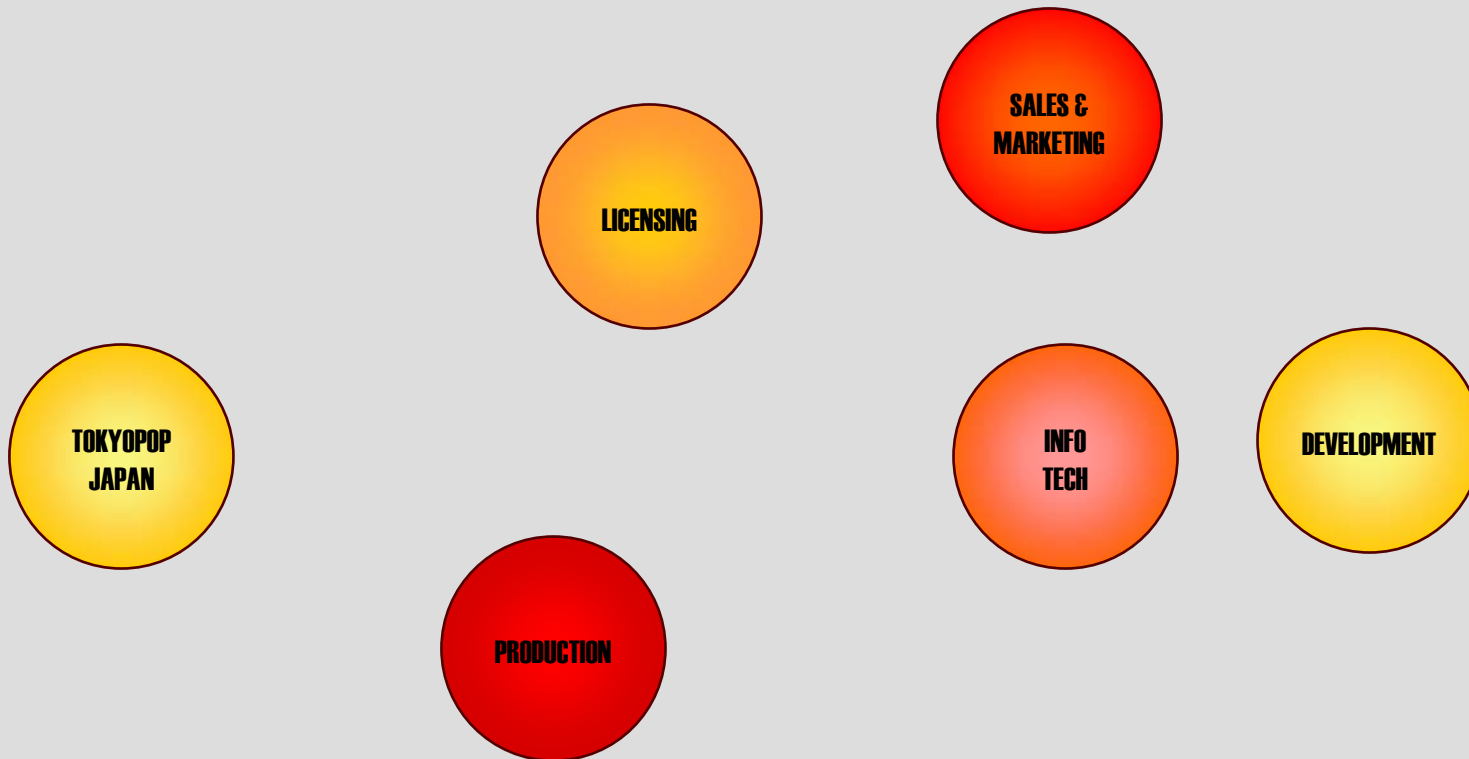 SALES &
MARKETING
LICENSING
TOKYOPOP
JAPAN
INFO
TECH
DEVELOPMENT
PRODUCTION